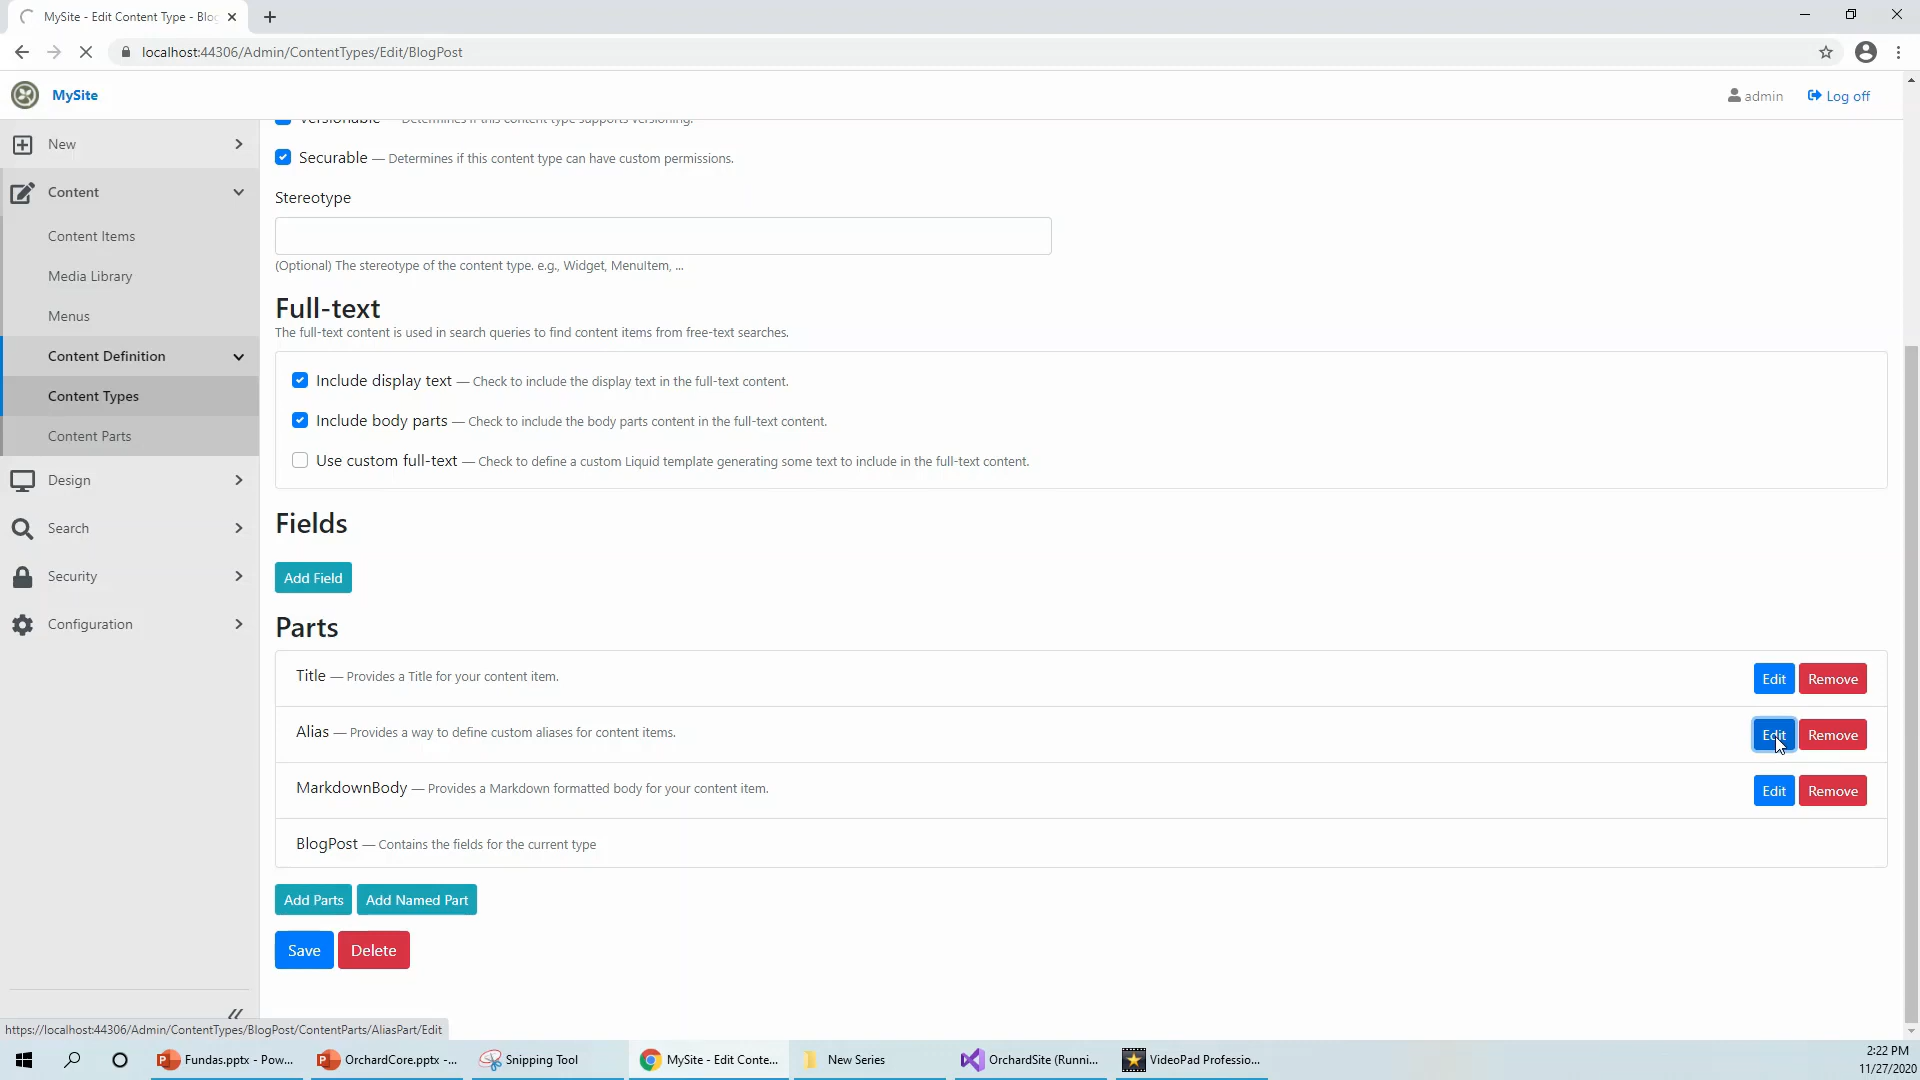 MySite - Edit Content Type - Blog
localhost:44306/Admin/ContentTypes/Edit/BlogPost
MySite
admin
Log off
New
Content
Content Items
Media Library
Menus
Content Definition
Content Types
Content Parts
Design
Search
Security
Configuration
Versionable — Determines if this content type supports versioning.
Securable — Determines if this content type can have custom permissions.
Stereotype
(Optional) The stereotype of the content type. e.g., Widget, MenuItem, ...
Full-text
The full-text content is used in search queries to find content items from free-text searches.
Include display text — Check to include the display text in the full-text content.
Include body parts — Check to include the body parts content in the full-text content.
Use custom full-text — Check to define a custom Liquid template generating some text to include in the full-text content.
Fields
Add Field
Parts
Title — Provides a Title for your content item.
Edit Remove
Alias — Provides a way to define custom aliases for content items.
Edit Remove
MarkdownBody — Provides a Markdown formatted body for your content item.
Edit Remove
BlogPost — Contains the fields for the current type
Add Parts Add Named Part
Save Delete
https://localhost:44306/Admin/ContentTypes/BlogPost/ContentParts/AliasPart/Edit
Fundas.pptx - Pow...
OrchardCore.pptx -...
Snipping Tool
MySite - Edit Conte...
New Series
OrchardSite (Runni...
VideoPad Professio...
2:22 PM
11/27/2020